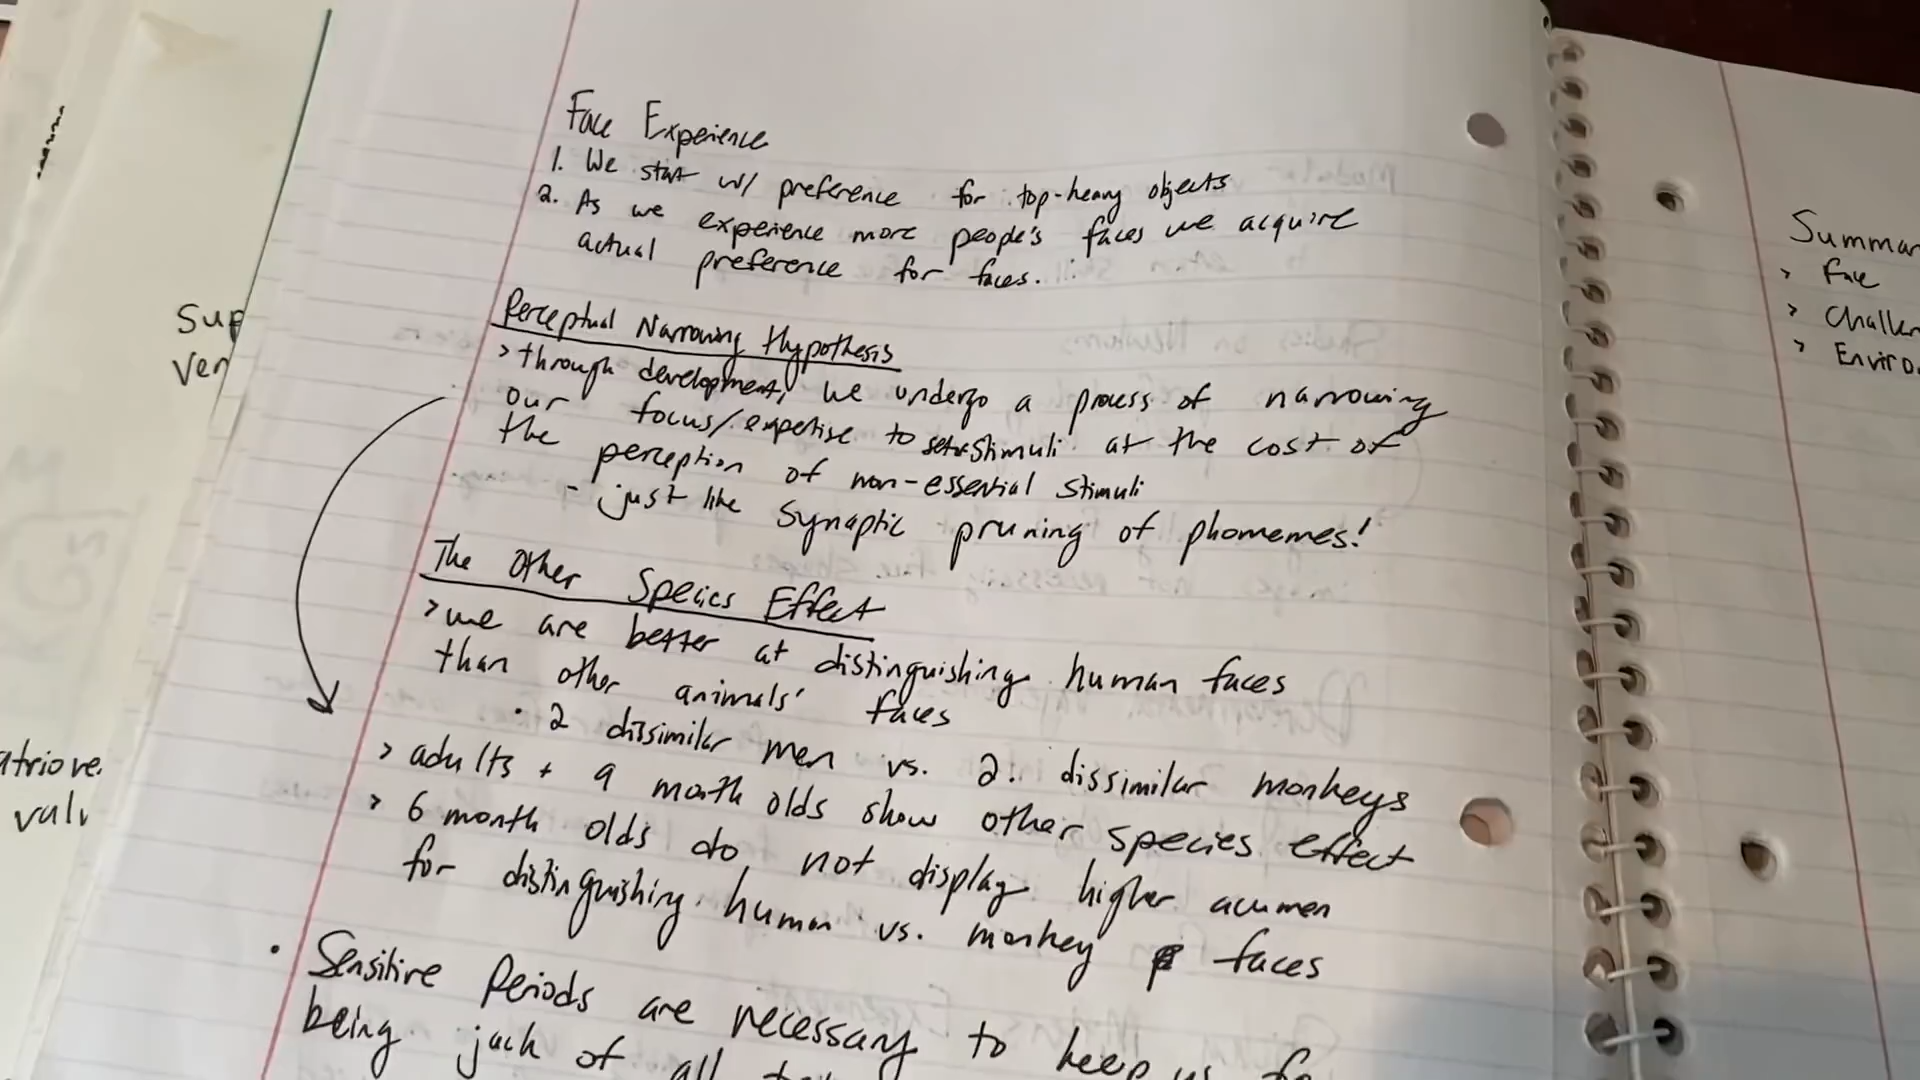 Face Experience
1. We start w/ preference for top-heavy objects
2. As we experience more people's faces we acquire
actual preference for faces.
Perceptual Narrowing Hypothesis
> through development, we undergo a process of narrowing
our focus/expertise to set of stimuli at the cost of
the perception of non-essential stimuli
- just like synaptic pruning of phomemes!
The Other Species Effect
> we are better at distinguishing human faces
than other animals' faces
• 2 dissimilar men vs. 2 dissimilar monkeys
> adults + 9 month olds show other species effect
> 6 month olds do not display higher acumen
for distinguishing human vs. monkey faces
• Sensitive Periods are necessary to keep us
being jack of all
Summar
> Face
> Challen
> Enviro
Sup
Ven
atriove
valv